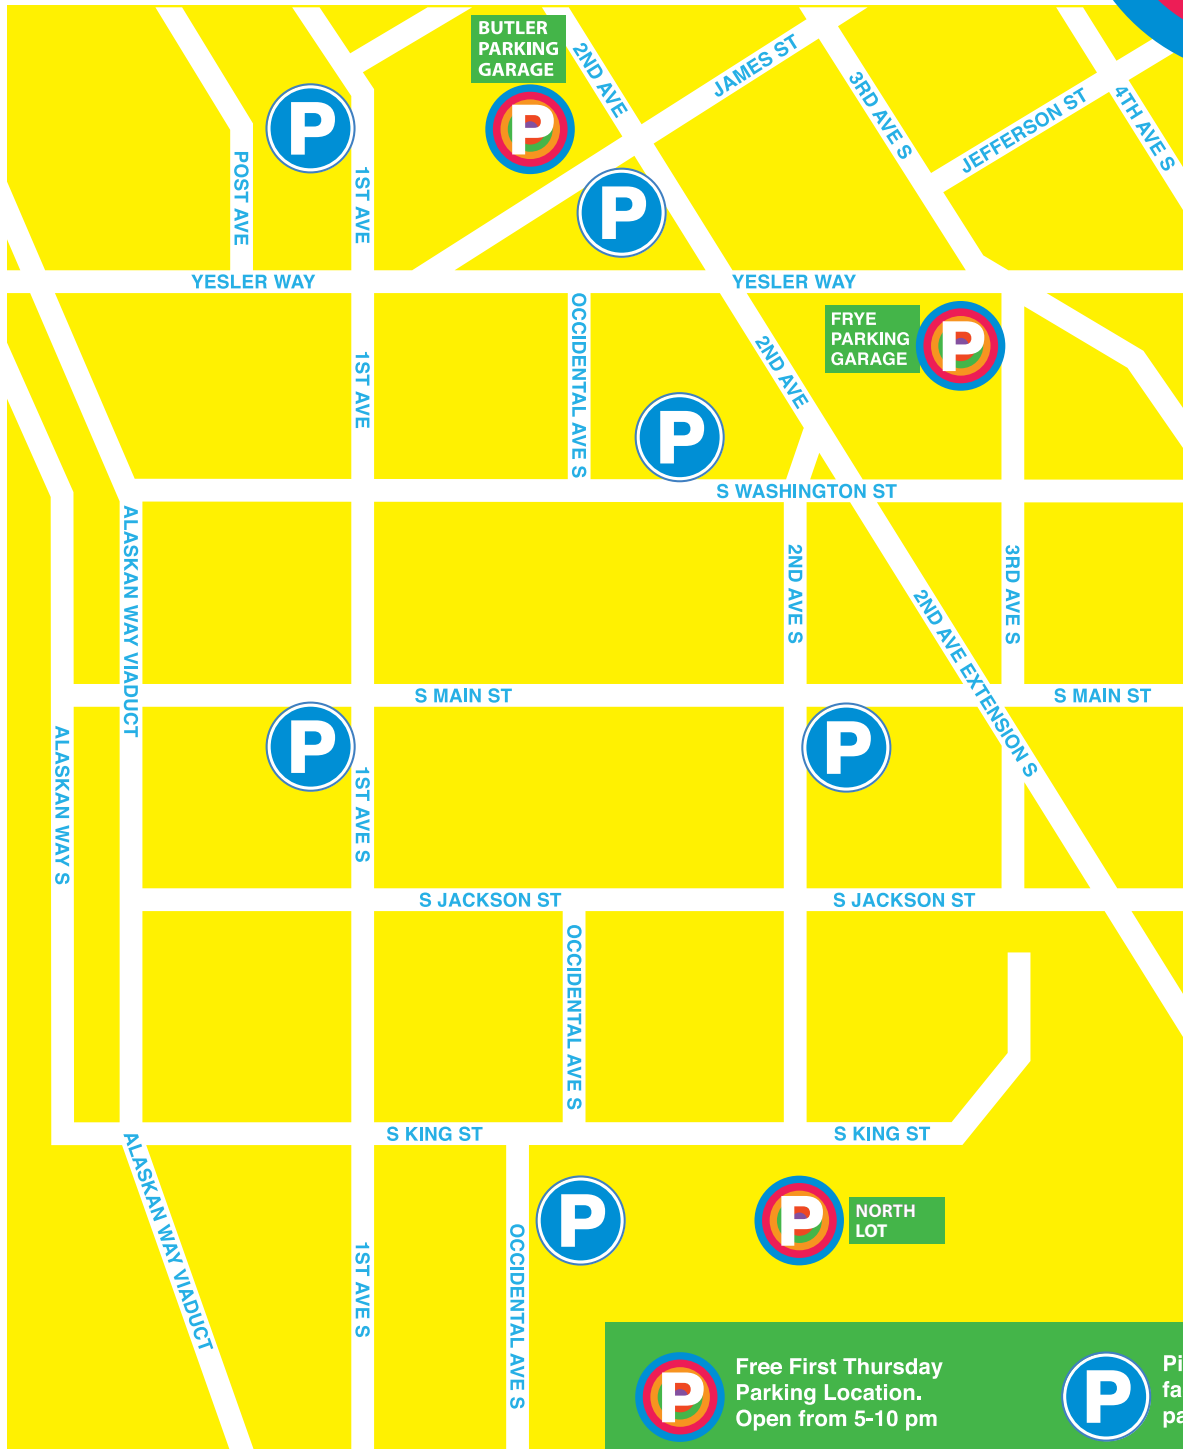 BUTLER
PARKING
GARAGE
2ND AVE
JAMES ST
3RD AVE S
JEFFERSON ST
4TH AVE S
P
P
P
POST AVE
1ST AVE
YESLER WAY
YESLER WAY
OCCIDENTAL AVE S
FRYE
PARKING
GARAGE
P
1ST AVE
2ND AVE
P
S WASHINGTON ST
ALASKAN WAY VIADUCT
2ND AVE S
3RD AVE S
2ND AVE EXTENSION S
S MAIN ST
S MAIN ST
P
P
ALASKAN WAY S
1ST AVE S
S JACKSON ST
S JACKSON ST
OCCIDENTAL AVE S
S KING ST
S KING ST
ALASKAN WAY VIADUCT
P
P
NORTH
LOT
1ST AVE S
OCCIDENTAL AVE S
P
Free First Thursday
Parking Location.
Open from 5-10 pm
P